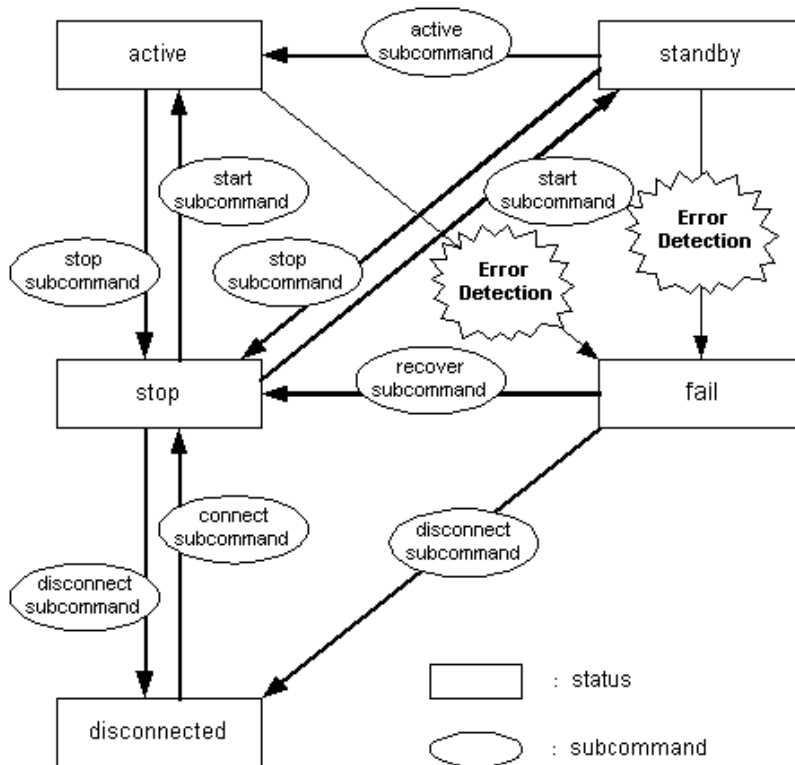 active
subcommand
active
standby
start
subcommand
start
subcommand
Error
Detection
stop
subcommand
stop
subcommand
Error
Detection
stop
recover
subcommand
fail
connect
subcommand
disconnect
subcommand
disconnect
subcommand
: status
disconnected
: subcommand